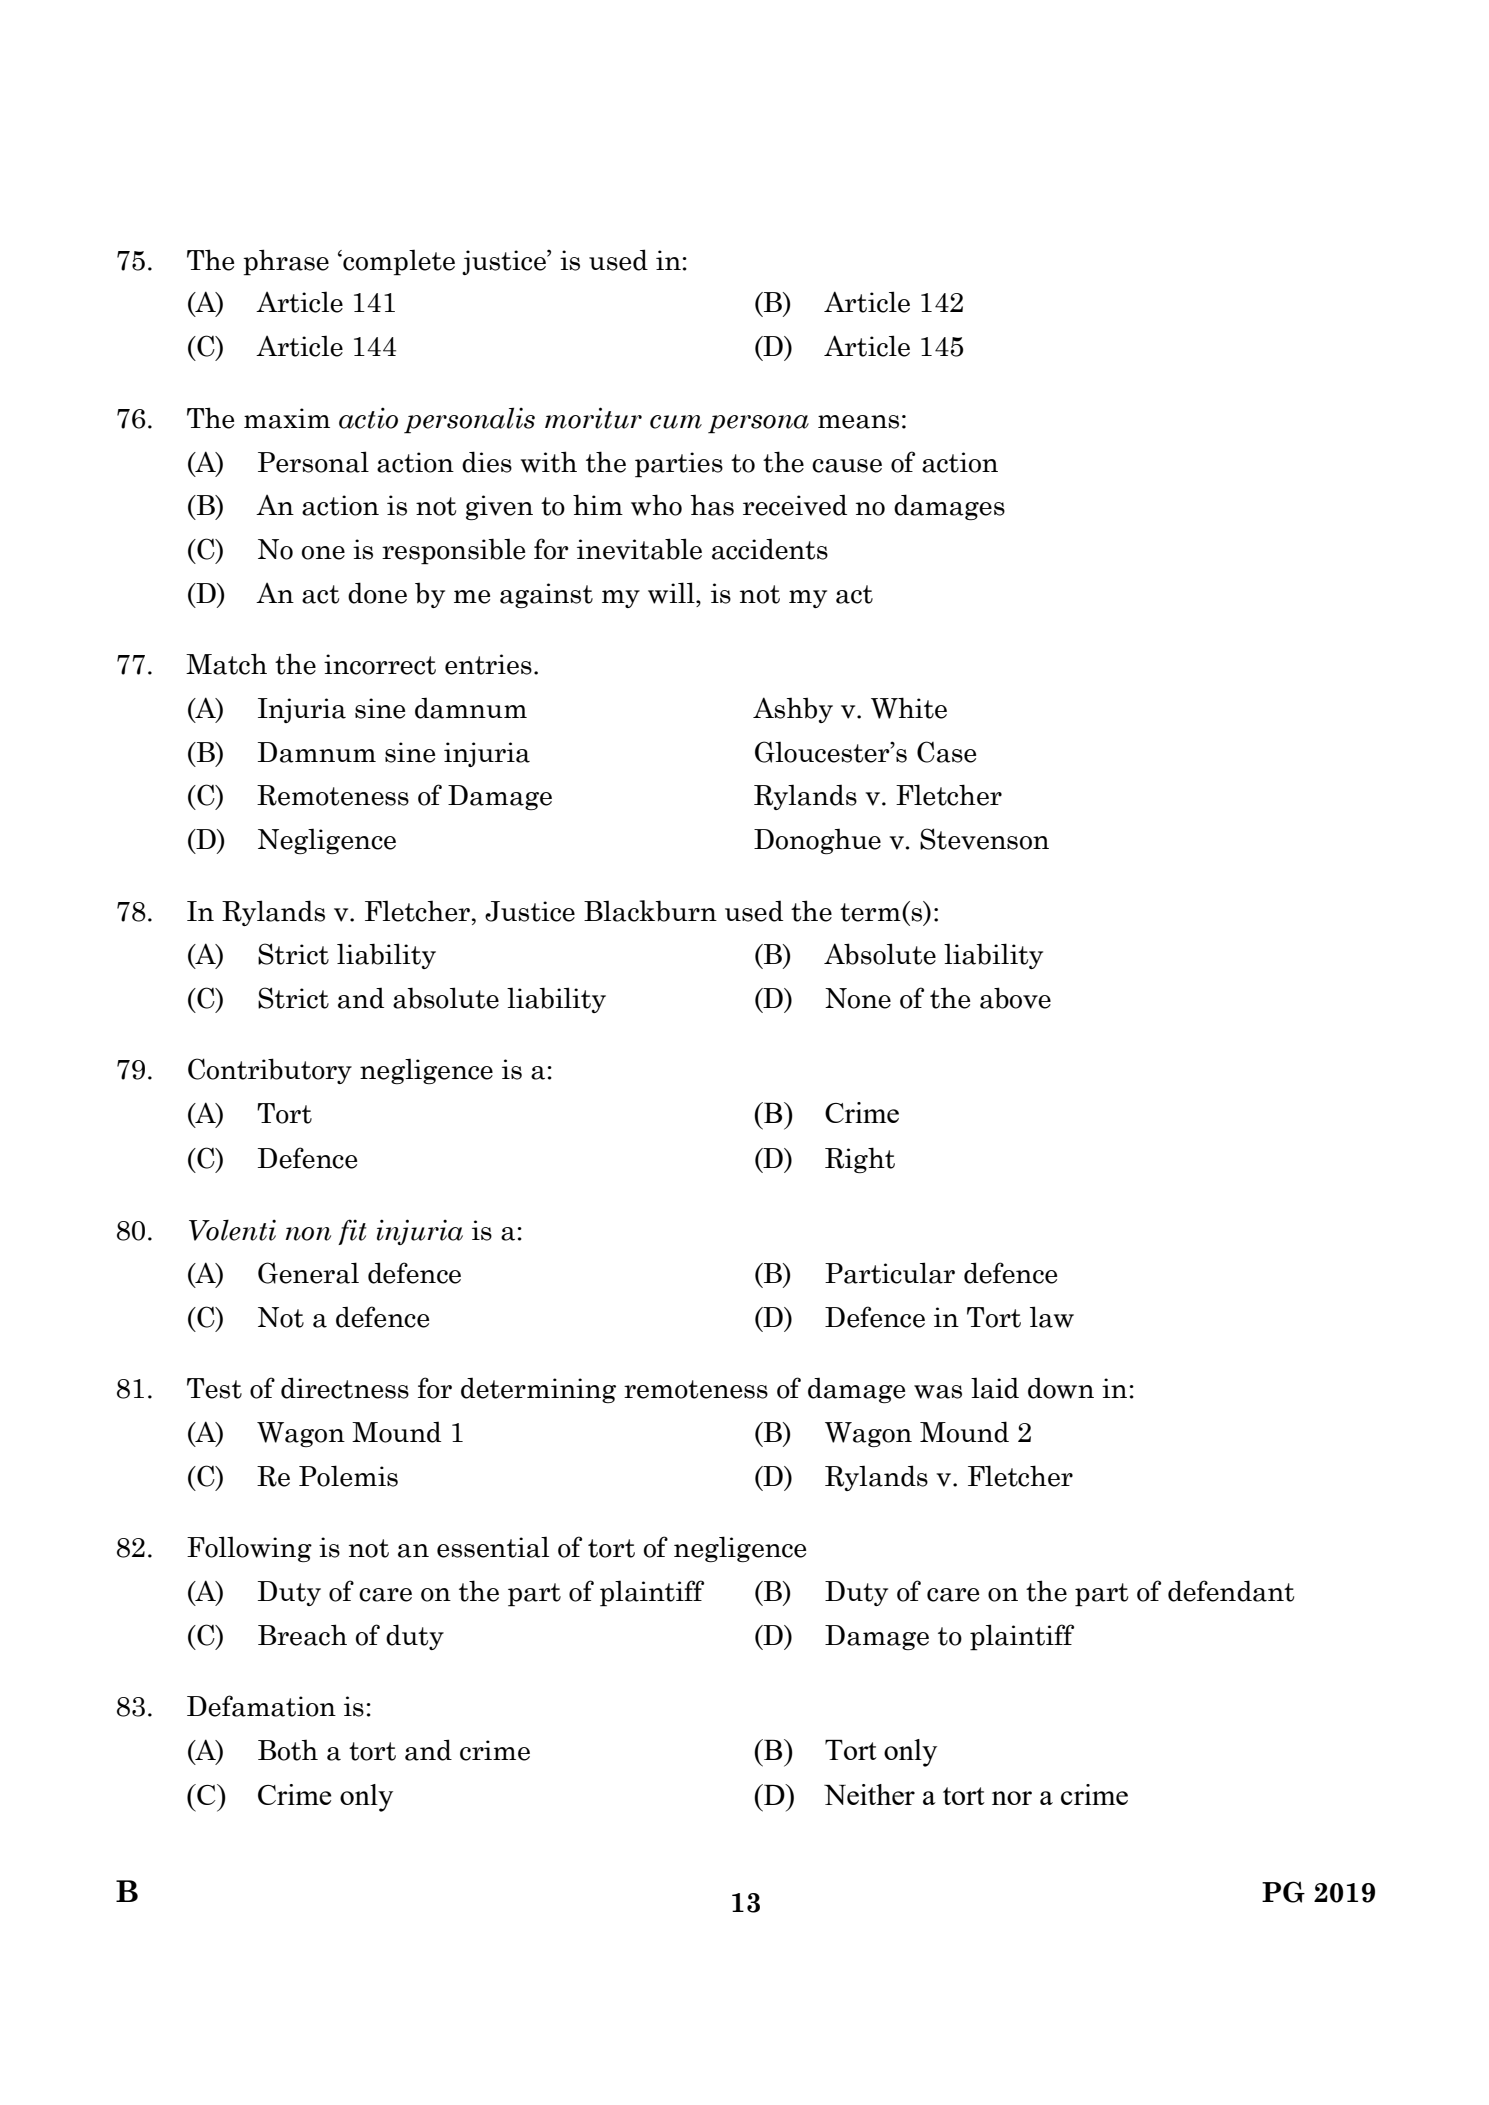 75. The phrase ‘complete justice’ is used in:
(A) Article 141 (B) Article 142
(C) Article 144 (D) Article 145
76. The maxim actio personalis moritur cum persona means:
(A) Personal action dies with the parties to the cause of action
(B) An action is not given to him who has received no damages
(C) No one is responsible for inevitable accidents
(D) An act done by me against my will, is not my act
77. Match the incorrect entries.
(A) Injuria sine damnum Ashby v. White
(B) Damnum sine injuria Gloucester’s Case
(C) Remoteness of Damage Rylands v. Fletcher
(D) Negligence Donoghue v. Stevenson
78. In Rylands v. Fletcher, Justice Blackburn used the term(s):
(A) Strict liability (B) Absolute liability
(C) Strict and absolute liability (D) None of the above
79. Contributory negligence is a:
(A) Tort (B) Crime
(C) Defence (D) Right
80. Volenti non fit injuria is a:
(A) General defence (B) Particular defence
(C) Not a defence (D) Defence in Tort law
81. Test of directness for determining remoteness of damage was laid down in:
(A) Wagon Mound 1 (B) Wagon Mound 2
(C) Re Polemis (D) Rylands v. Fletcher
82. Following is not an essential of tort of negligence
(A) Duty of care on the part of plaintiff (B) Duty of care on the part of defendant
(C) Breach of duty (D) Damage to plaintiff
83. Defamation is:
(A) Both a tort and crime (B) Tort only
(C) Crime only (D) Neither a tort nor a crime
B 13 PG 2019